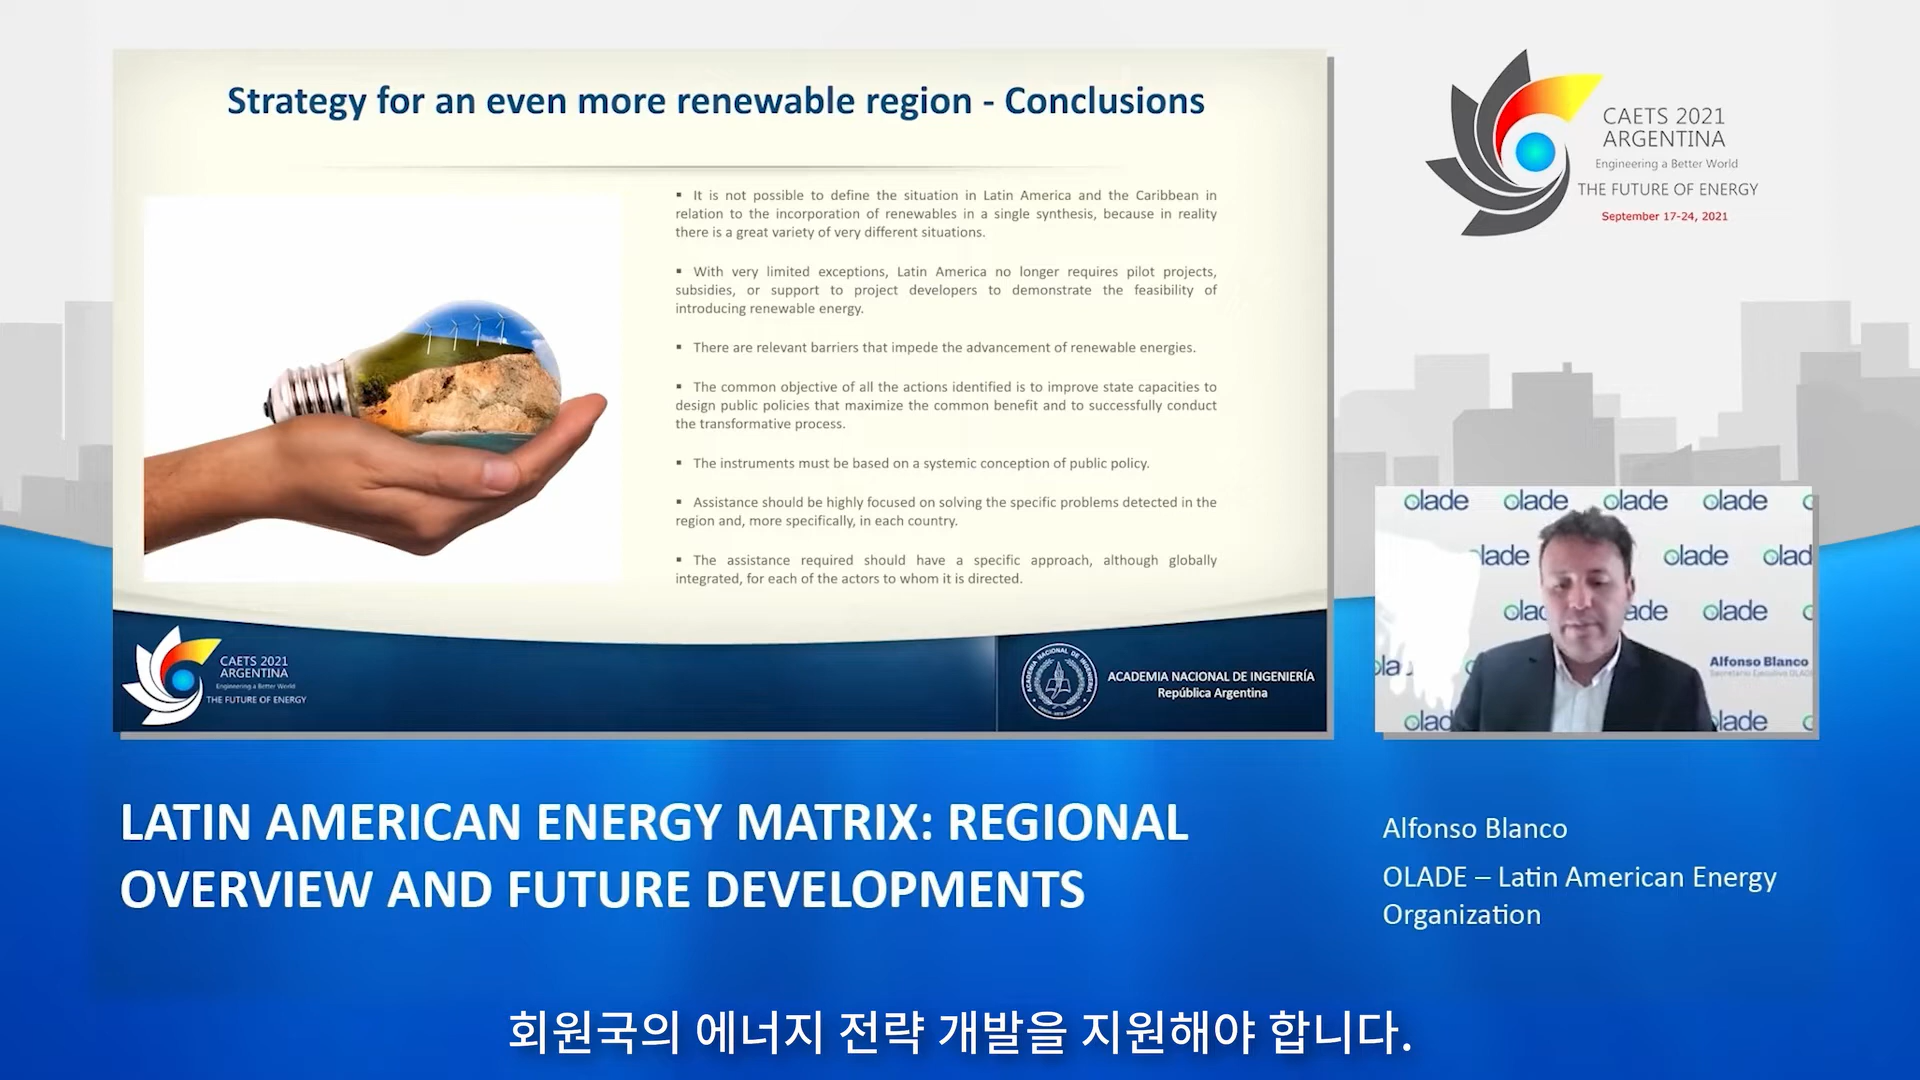 Strategy for an even more renewable region - Conclusions
▪ It is not possible to define the situation in Latin America and the Caribbean in
relation to the incorporation of renewables in a single synthesis, because in reality
there is a great variety of very different situations.
▪ With very limited exceptions, Latin America no longer requires pilot projects,
subsidies, or support to project developers to demonstrate the feasibility of
introducing renewable energy.
▪ There are relevant barriers that impede the advancement of renewable energies.
▪ The common objective of all the actions identified is to improve state capacities to
design public policies that maximize the common benefit and to successfully conduct
the transformative process.
▪ The instruments must be based on a systemic conception of public policy.
▪ Assistance should be highly focused on solving the specific problems detected in the
region and, more specifically, in each country.
▪ The assistance required should have a specific approach, although globally
integrated, for each of the actors to whom it is directed.
CAETS 2021
ARGENTINA
Engineering a Better World
THE FUTURE OF ENERGY
ACADEMIA NACIONAL DE INGENIERÍA
República Argentina
CAETS 2021
ARGENTINA
Engineering a Better World
THE FUTURE OF ENERGY
September 17-24, 2021
olade olade olade olade
olade olade
olade
Alfonso Blanco
LATIN AMERICAN ENERGY MATRIX: REGIONAL
OVERVIEW AND FUTURE DEVELOPMENTS
Alfonso Blanco
OLADE – Latin American Energy
Organization
회원국의 에너지 전략 개발을 지원해야 합니다.